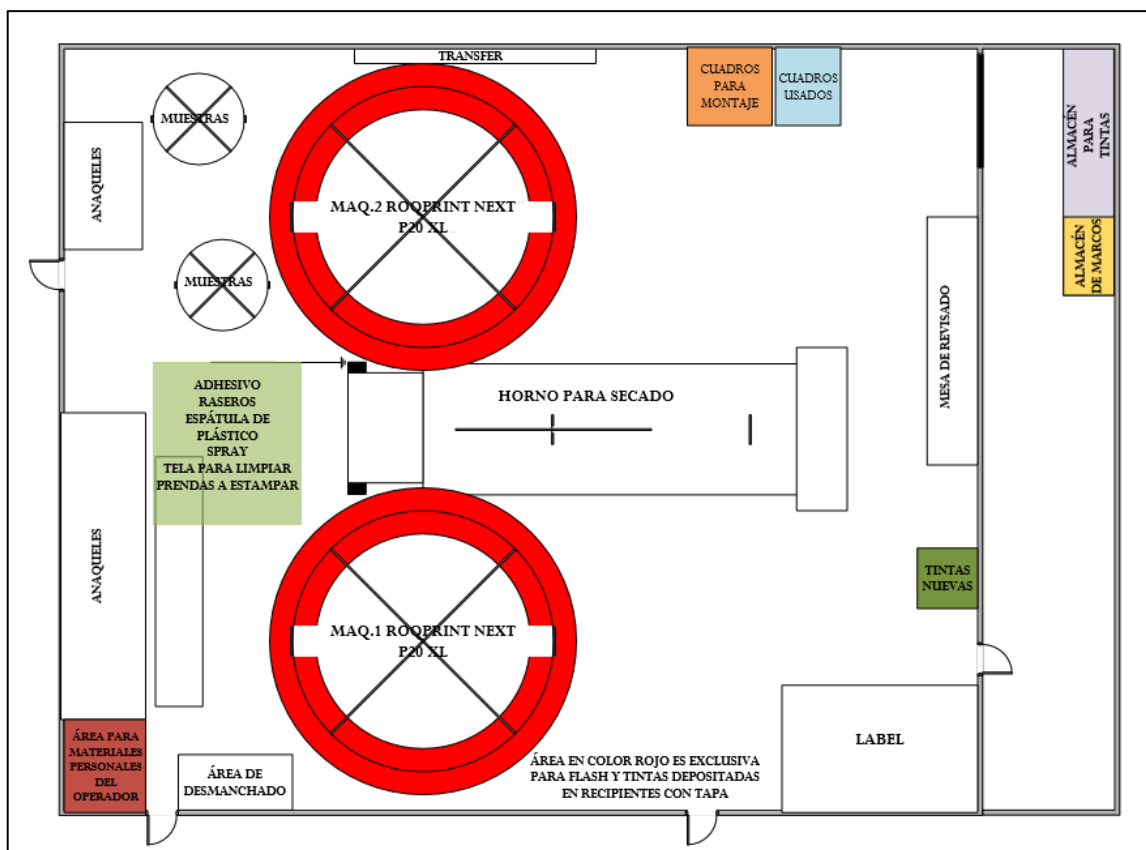 TRANSFER
CUADROS
PARA
MONTAJE
CUADROS
USADOS
ALMACÉN
PARA
TINTAS
MUESTRAS
ANAQUELES
MAQ.2 ROQPRINT NEXT
P20 XL
ALMACÉN
DE MARCOS
MUESTRAS
MESA DE REVISADO
ADHESIVO
RASEROS
ESPÁTULA DE
PLÁSTICO
SPRAY
TELA PARA LIMPIAR
PRENDAS A ESTAMPAR
HORNO PARA SECADO
ANAQUELES
TINTAS
NUEVAS
MAQ.1 ROQPRINT NEXT
P20 XL
ÁREA PARA
MATERIALES
PERSONALES
DEL
OPERADOR
ÁREA DE
DESMANCHADO
ÁREA EN COLOR ROJO ES EXCLUSIVA
PARA FLASH Y TINTAS DEPOSITADAS
EN RECIPIENTES CON TAPA
LABEL